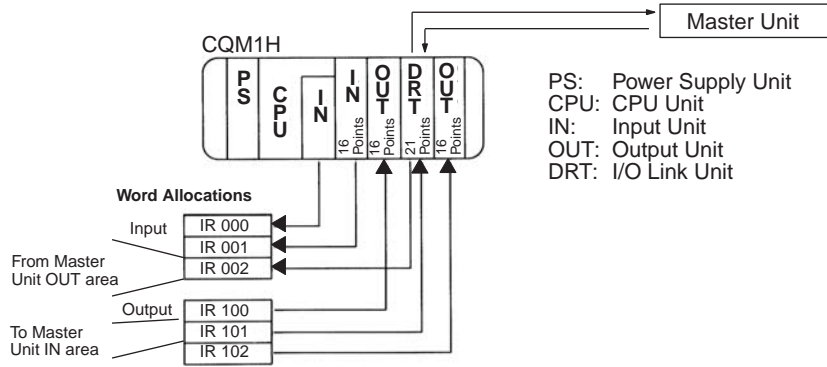 Master Unit
CQM1H
PS
CPU
IN
IN
16 Points
OUT
16 Points
DRT
21 Points
OUT
16 Points
PS: Power Supply Unit
CPU: CPU Unit
IN: Input Unit
OUT: Output Unit
DRT: I/O Link Unit
Word Allocations
Input
IR 000
IR 001
From Master
Unit OUT area
IR 002
Output
IR 100
To Master
Unit IN area
IR 101
IR 102